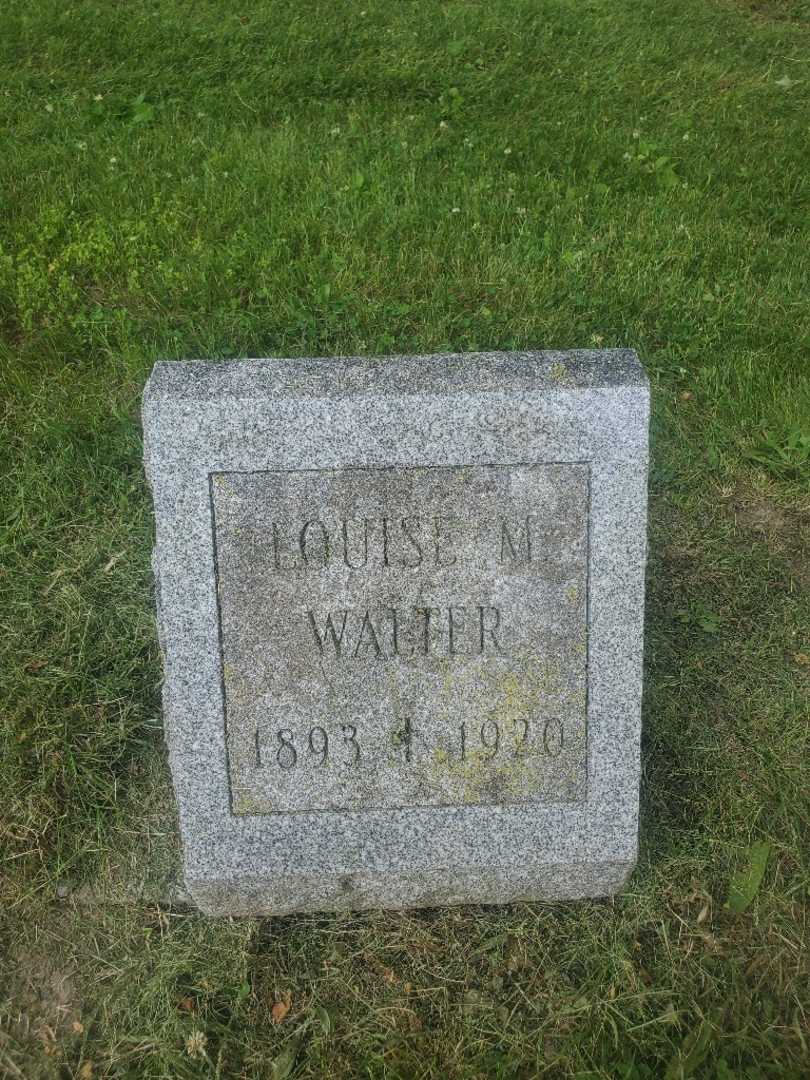 LOUISE M.
WALTER
1893 ✝ 1920